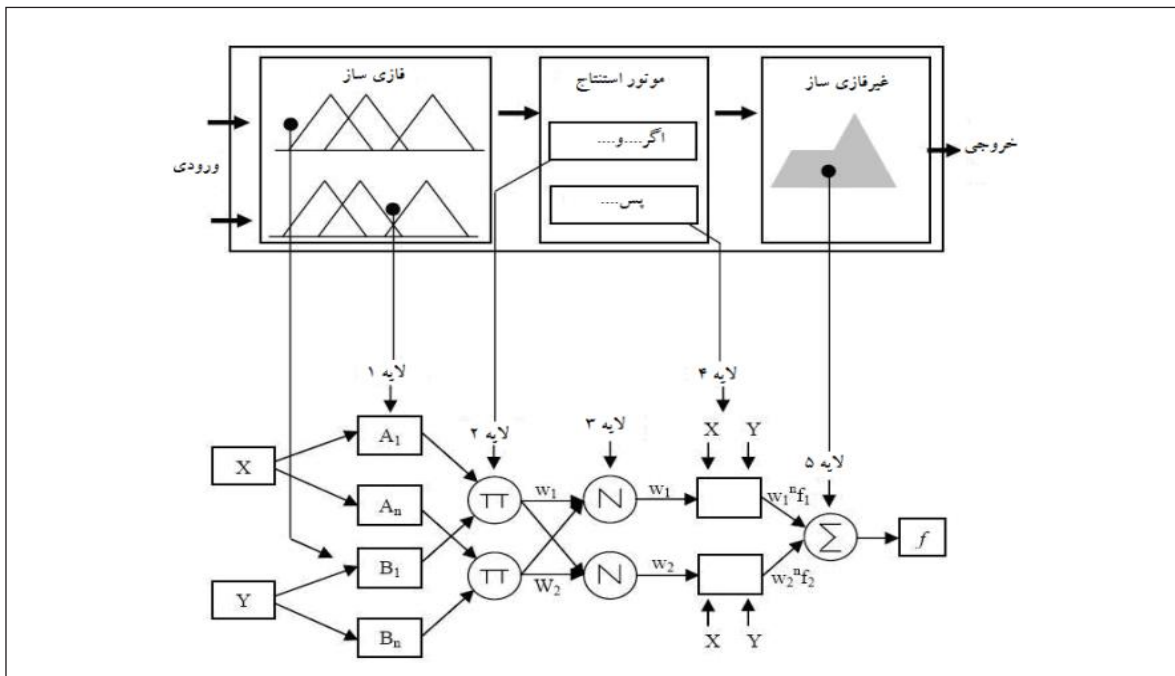 فازی ساز
موتور استنتاج
غیرفازی ساز
ورودی
اگر....و....
پس....
خروجی
لایه ۱
لایه ۲
لایه ۳
لایه ۴
لایه ۵
X
Y
A1
An
B1
Bn
π
π
w1
W2
N
N
w1
w2
X Y
X Y
w1ⁿf1
w2ⁿf2
Σ
f